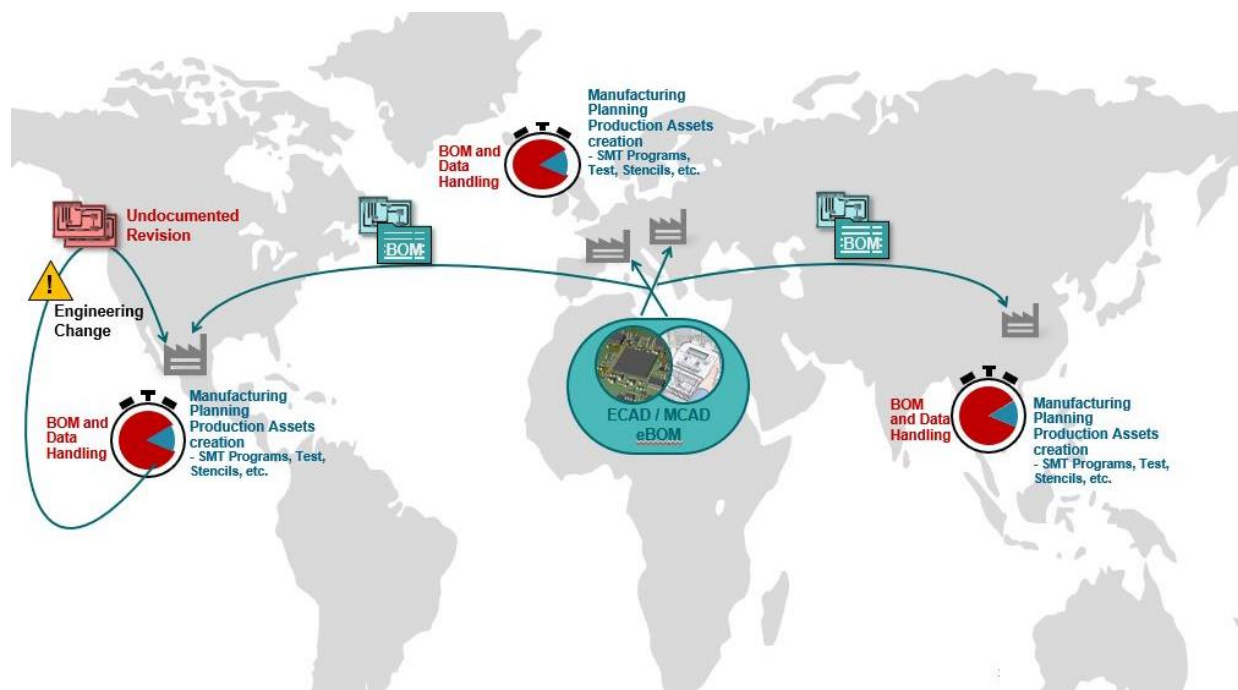 Manufacturing
Planning
Production Assets
creation
- SMT Programs,
Test, Stencils, etc.
BOM and
Data
Handling
Undocumented
Revision
BOM
BOM
!
Engineering
Change
Manufacturing
Planning
Production Assets
creation
- SMT Programs, Test,
Stencils, etc.
BOM and
Data
Handling
ECAD / MCAD
eBOM
BOM
and Data
Handling
Manufacturing
Planning
Production Assets
creation
- SMT Programs, Test,
Stencils, etc.